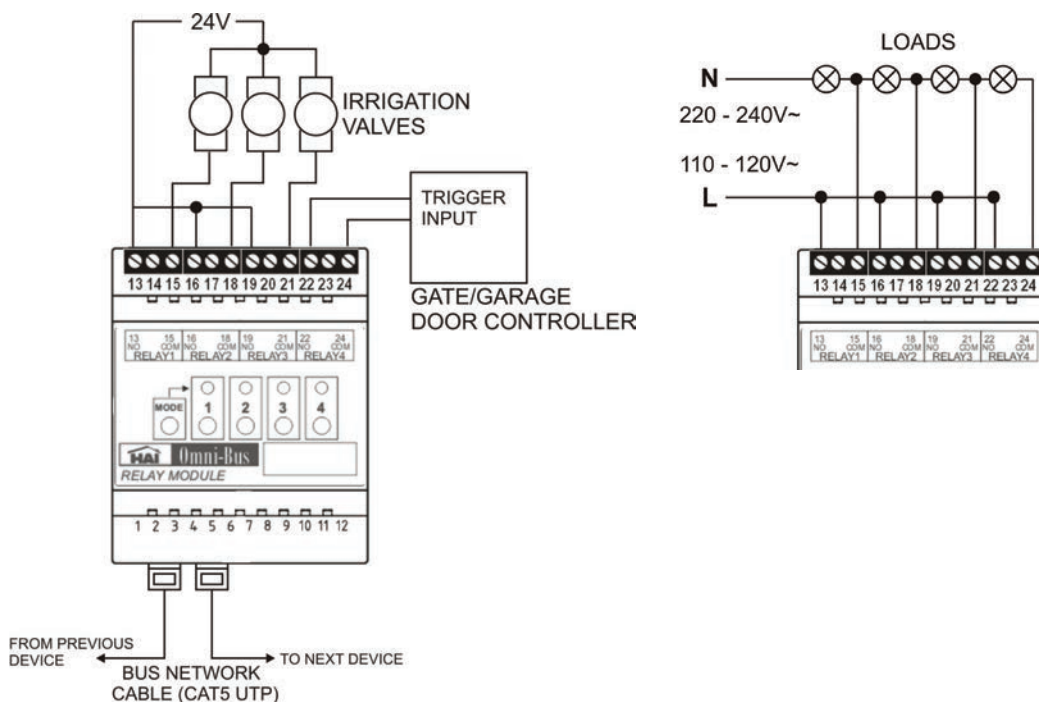 24V
IRRIGATION
VALVES
TRIGGER
INPUT
GATE/GARAGE
DOOR CONTROLLER
13 14 15 16 17 18 19 20 21 22 23 24
13 15 16 18 19 21 22 24
NO COM NO COM NO COM NO COM
RELAY1 RELAY2 RELAY3 RELAY4
MODE 1 2 3 4
HAI Omni-Bus
RELAY MODULE
1 2 3 4 5 6 7 8 9 10 11 12
FROM PREVIOUS
DEVICE
TO NEXT DEVICE
BUS NETWORK
CABLE (CAT5 UTP)
LOADS
N
220 - 240V~
110 - 120V~
L
13 14 15 16 17 18 19 20 21 22 23 24
13 15 16 18 19 21 22 24
NO COM NO COM NO COM NO COM
RELAY1 RELAY2 RELAY3 RELAY4